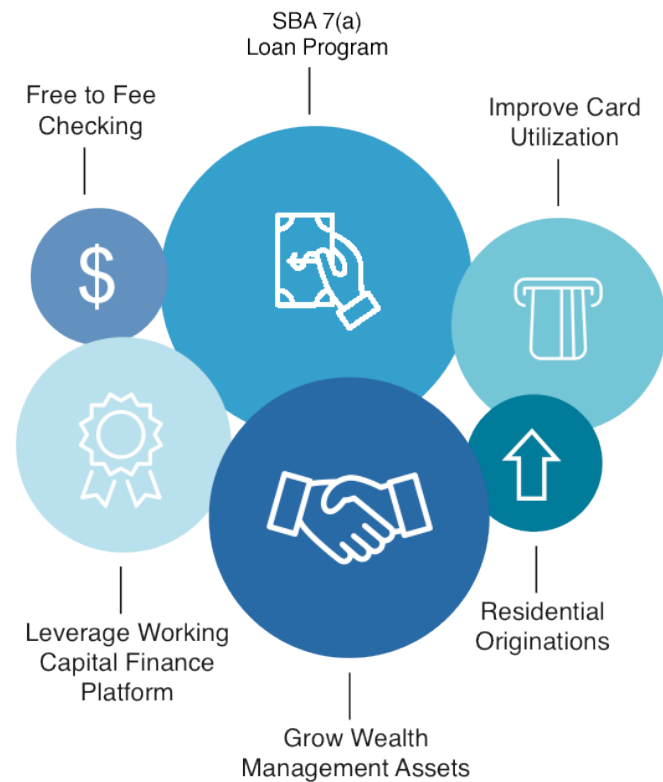 SBA 7(a)
Loan Program
Free to Fee
Checking
Improve Card
Utilization
$
Leverage Working
Capital Finance
Platform
Residential
Originations
Grow Wealth
Management Assets